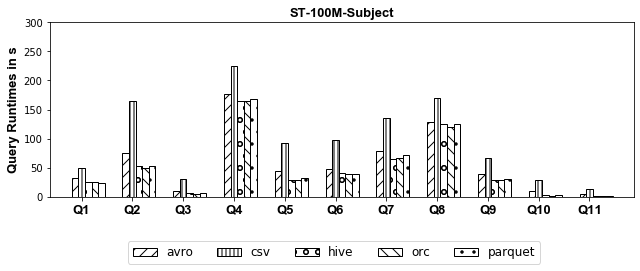 ST-100M-Subject
Query Runtimes in s
300
250
200
150
100
50
0
Q1 Q2 Q3 Q4 Q5 Q6 Q7 Q8 Q9 Q10 Q11
avro csv hive orc parquet